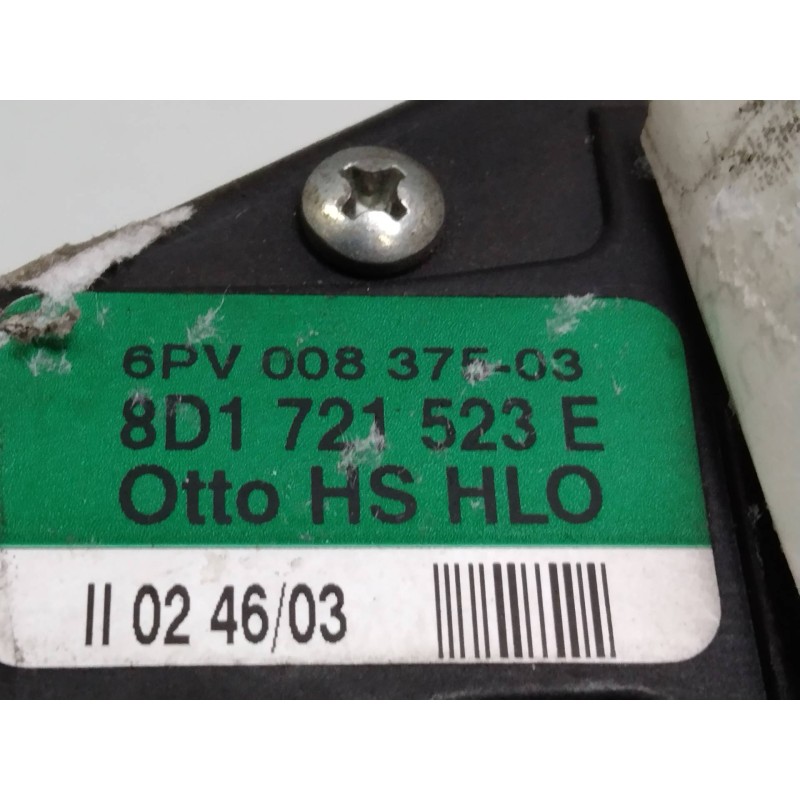 6PV 008 375-03
8D1 721 523 E
Otto HS HLO
II 02 46/03